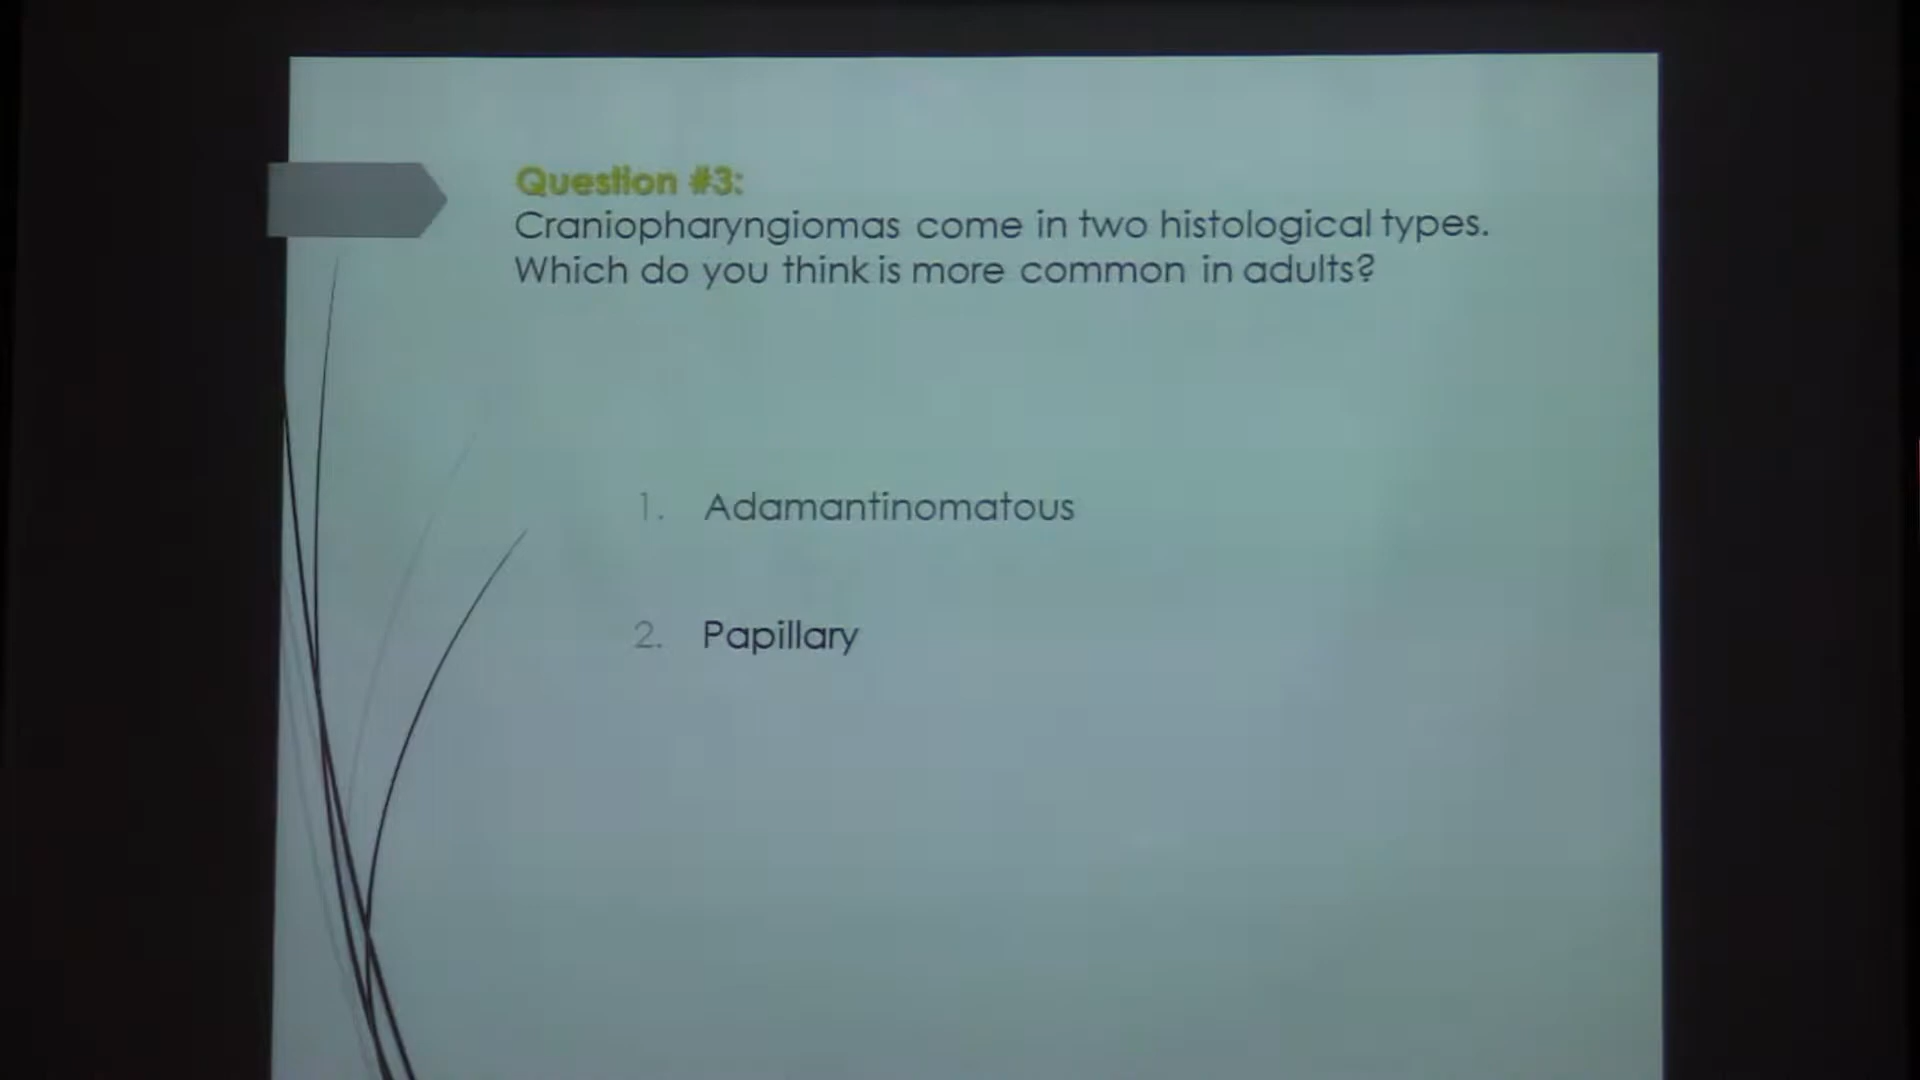 Question #3:
Craniopharyngiomas come in two histological types.
Which do you think is more common in adults?
1. Adamantinomatous
2. Papillary